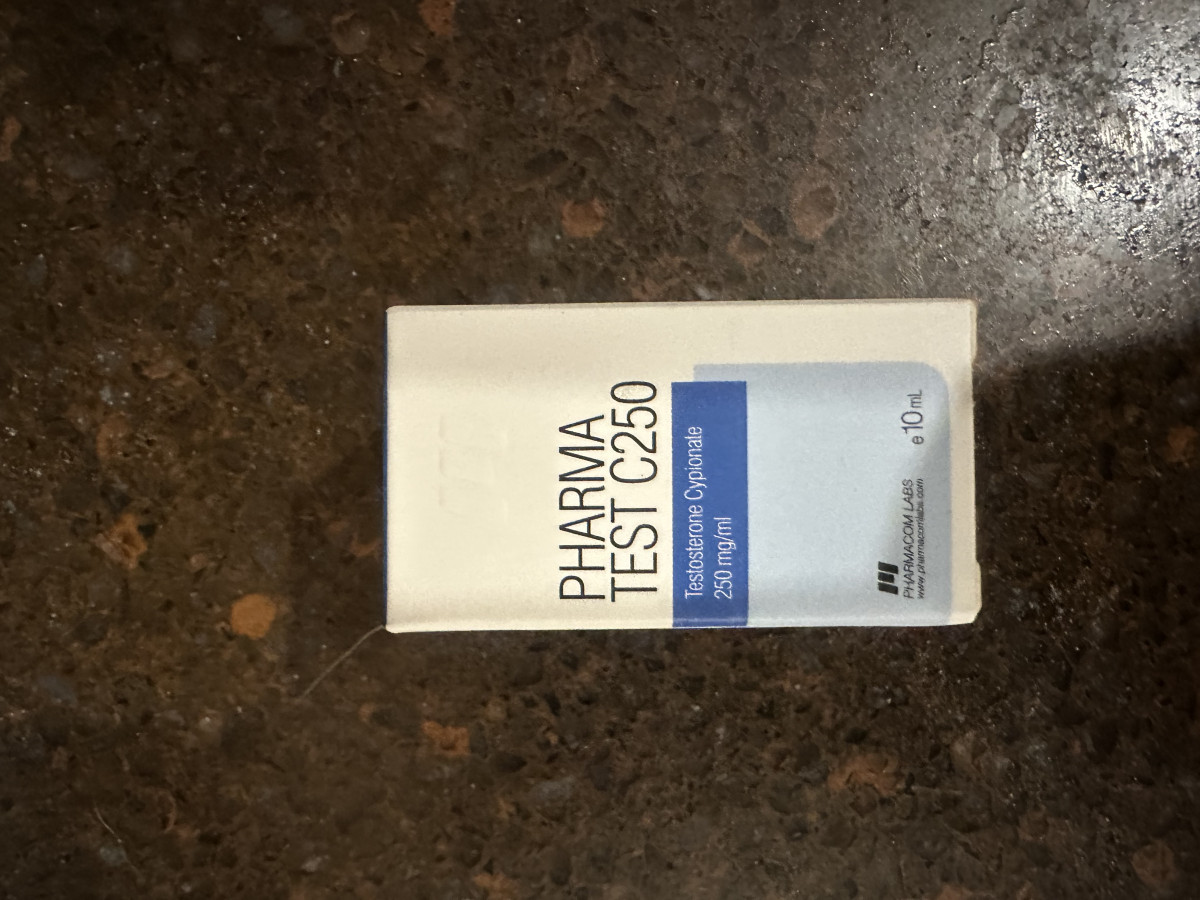 PHARMA
TEST C250
Testosterone Cypionate
250 mg/ml
PHARMACOM LABS
www.pharmacomlabs.com
e 10 mL